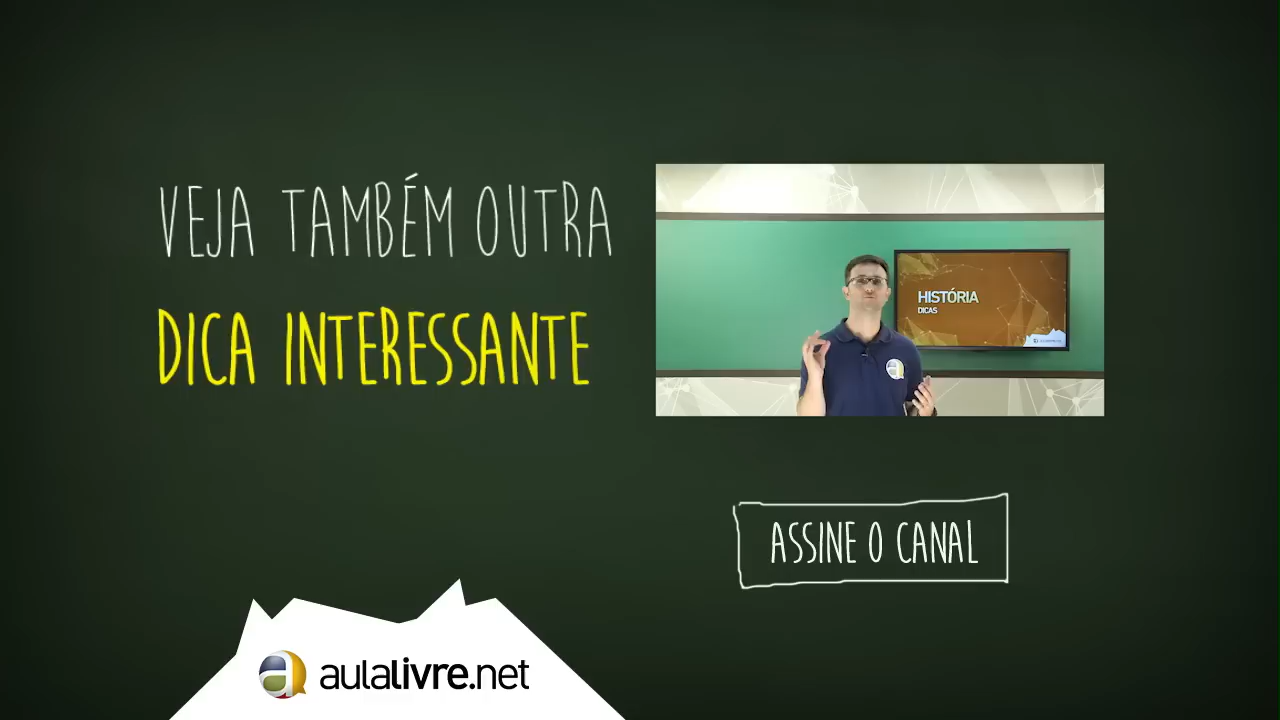 VEJA TAMBÉM OUTRA
DICA INTERESSANTE
HISTÓRIA
DICAS
ASSINE O CANAL
aulalivre.net